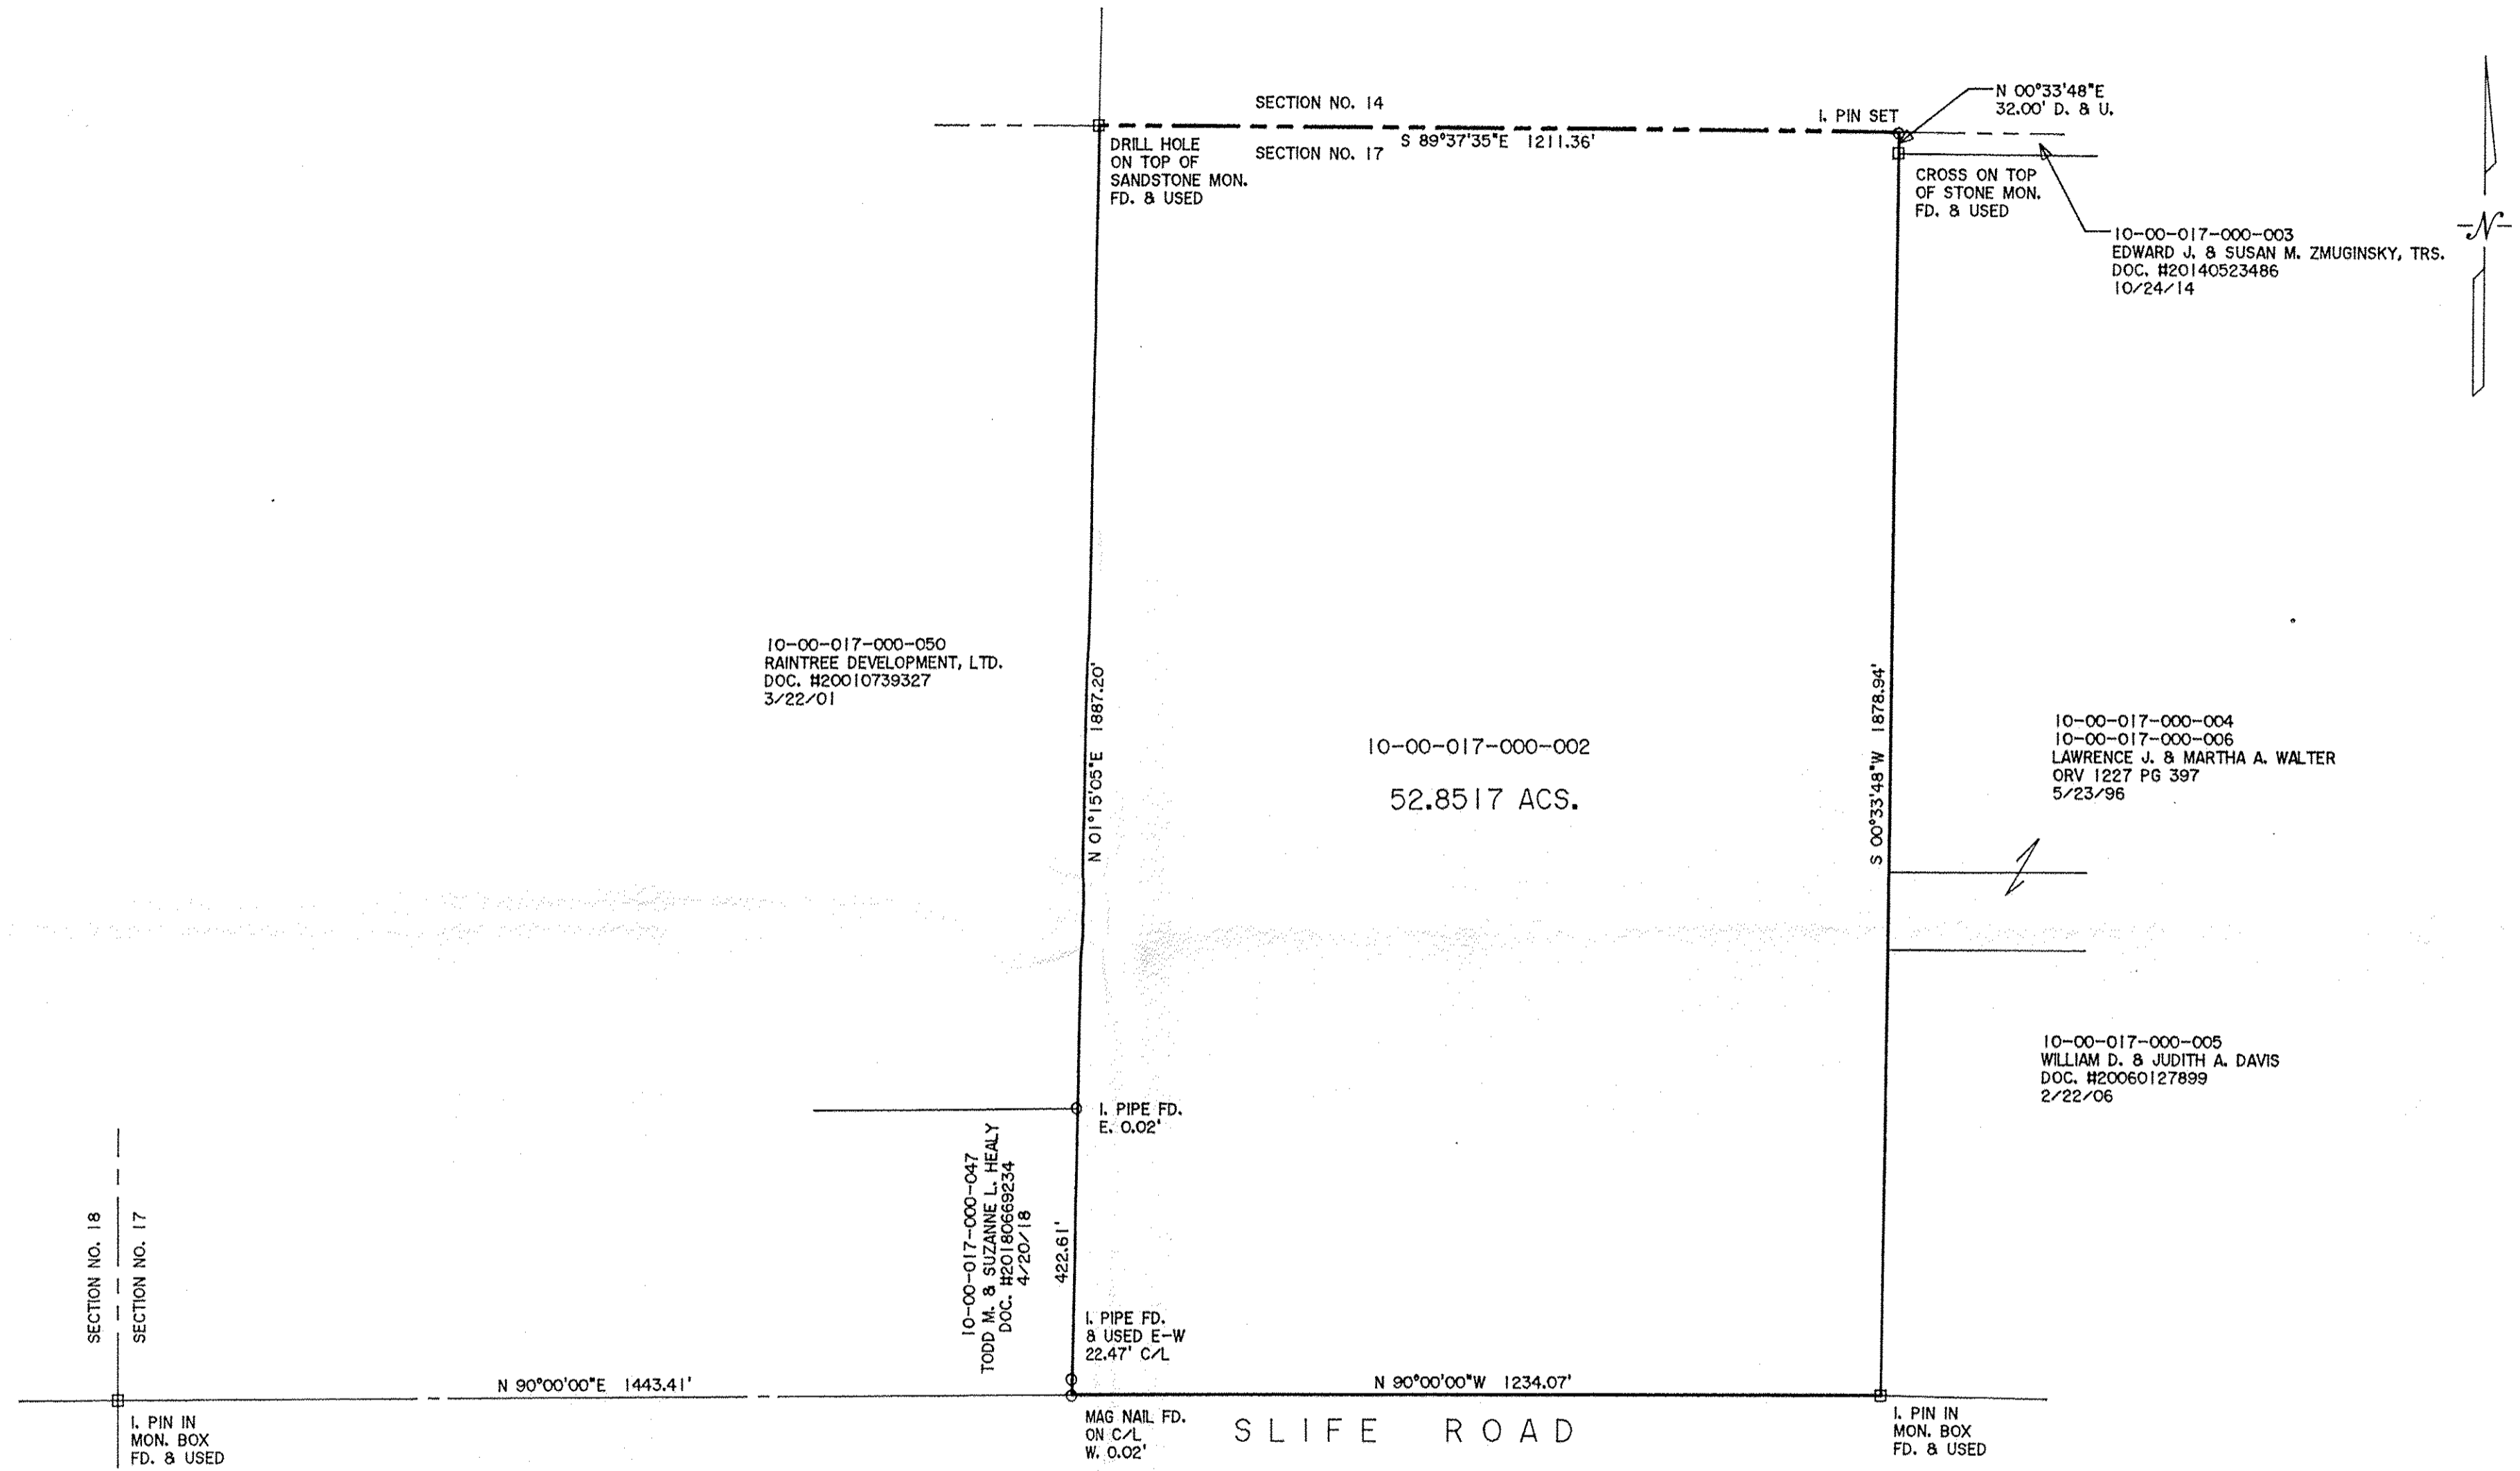 SECTION NO. 14
S 89°37'35"E 1211.36'
SECTION NO. 17
I. PIN SET
N 00°33'48"E
32.00' D. & U.
DRILL HOLE
ON TOP OF
SANDSTONE MON.
FD. & USED
CROSS ON TOP
OF STONE MON.
FD. & USED
10-00-017-000-003
EDWARD J. & SUSAN M. ZMUGINSKY, TRS.
DOC. #20140523486
10/24/14
-N-
10-00-017-000-050
RAINTREE DEVELOPMENT, LTD.
DOC. #20010739327
3/22/01
N 01°15'05"E 1887.20'
10-00-017-000-002
52.8517 ACS.
S 00°33'48"W 1878.94'
10-00-017-000-004
10-00-017-000-006
LAWRENCE J. & MARTHA A. WALTER
ORV 1227 PG 397
5/23/96
10-00-017-000-005
WILLIAM D. & JUDITH A. DAVIS
DOC. #20060127899
2/22/06
I. PIPE FD.
E. 0.02'
10-00-017-000-047
TODD M. & SUZANNE L. HEALY
DOC. #20180669234
4/20/18
422.61'
SECTION NO. 18
SECTION NO. 17
I. PIPE FD.
& USED E-W
22.47' C/L
N 90°00'00"E 1443.41'
N 90°00'00"W 1234.07'
I. PIN IN
MON. BOX
FD. & USED
MAG NAIL FD.
ON C/L
W. 0.02'
SLIFE ROAD
I. PIN IN
MON. BOX
FD. & USED